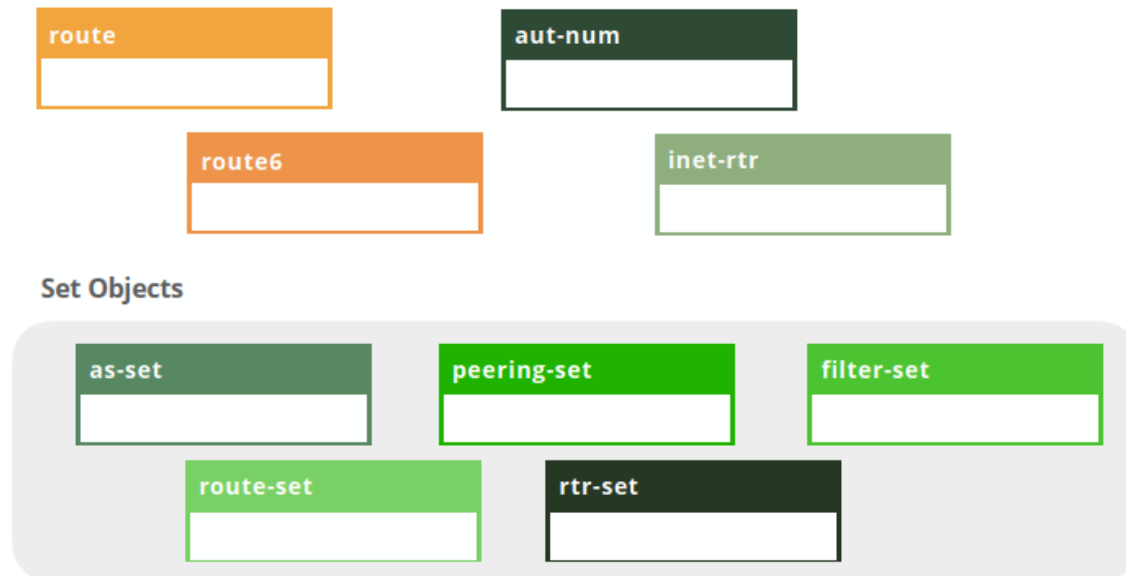 route
aut-num
route6
inet-rtr
Set Objects
as-set
peering-set
filter-set
route-set
rtr-set